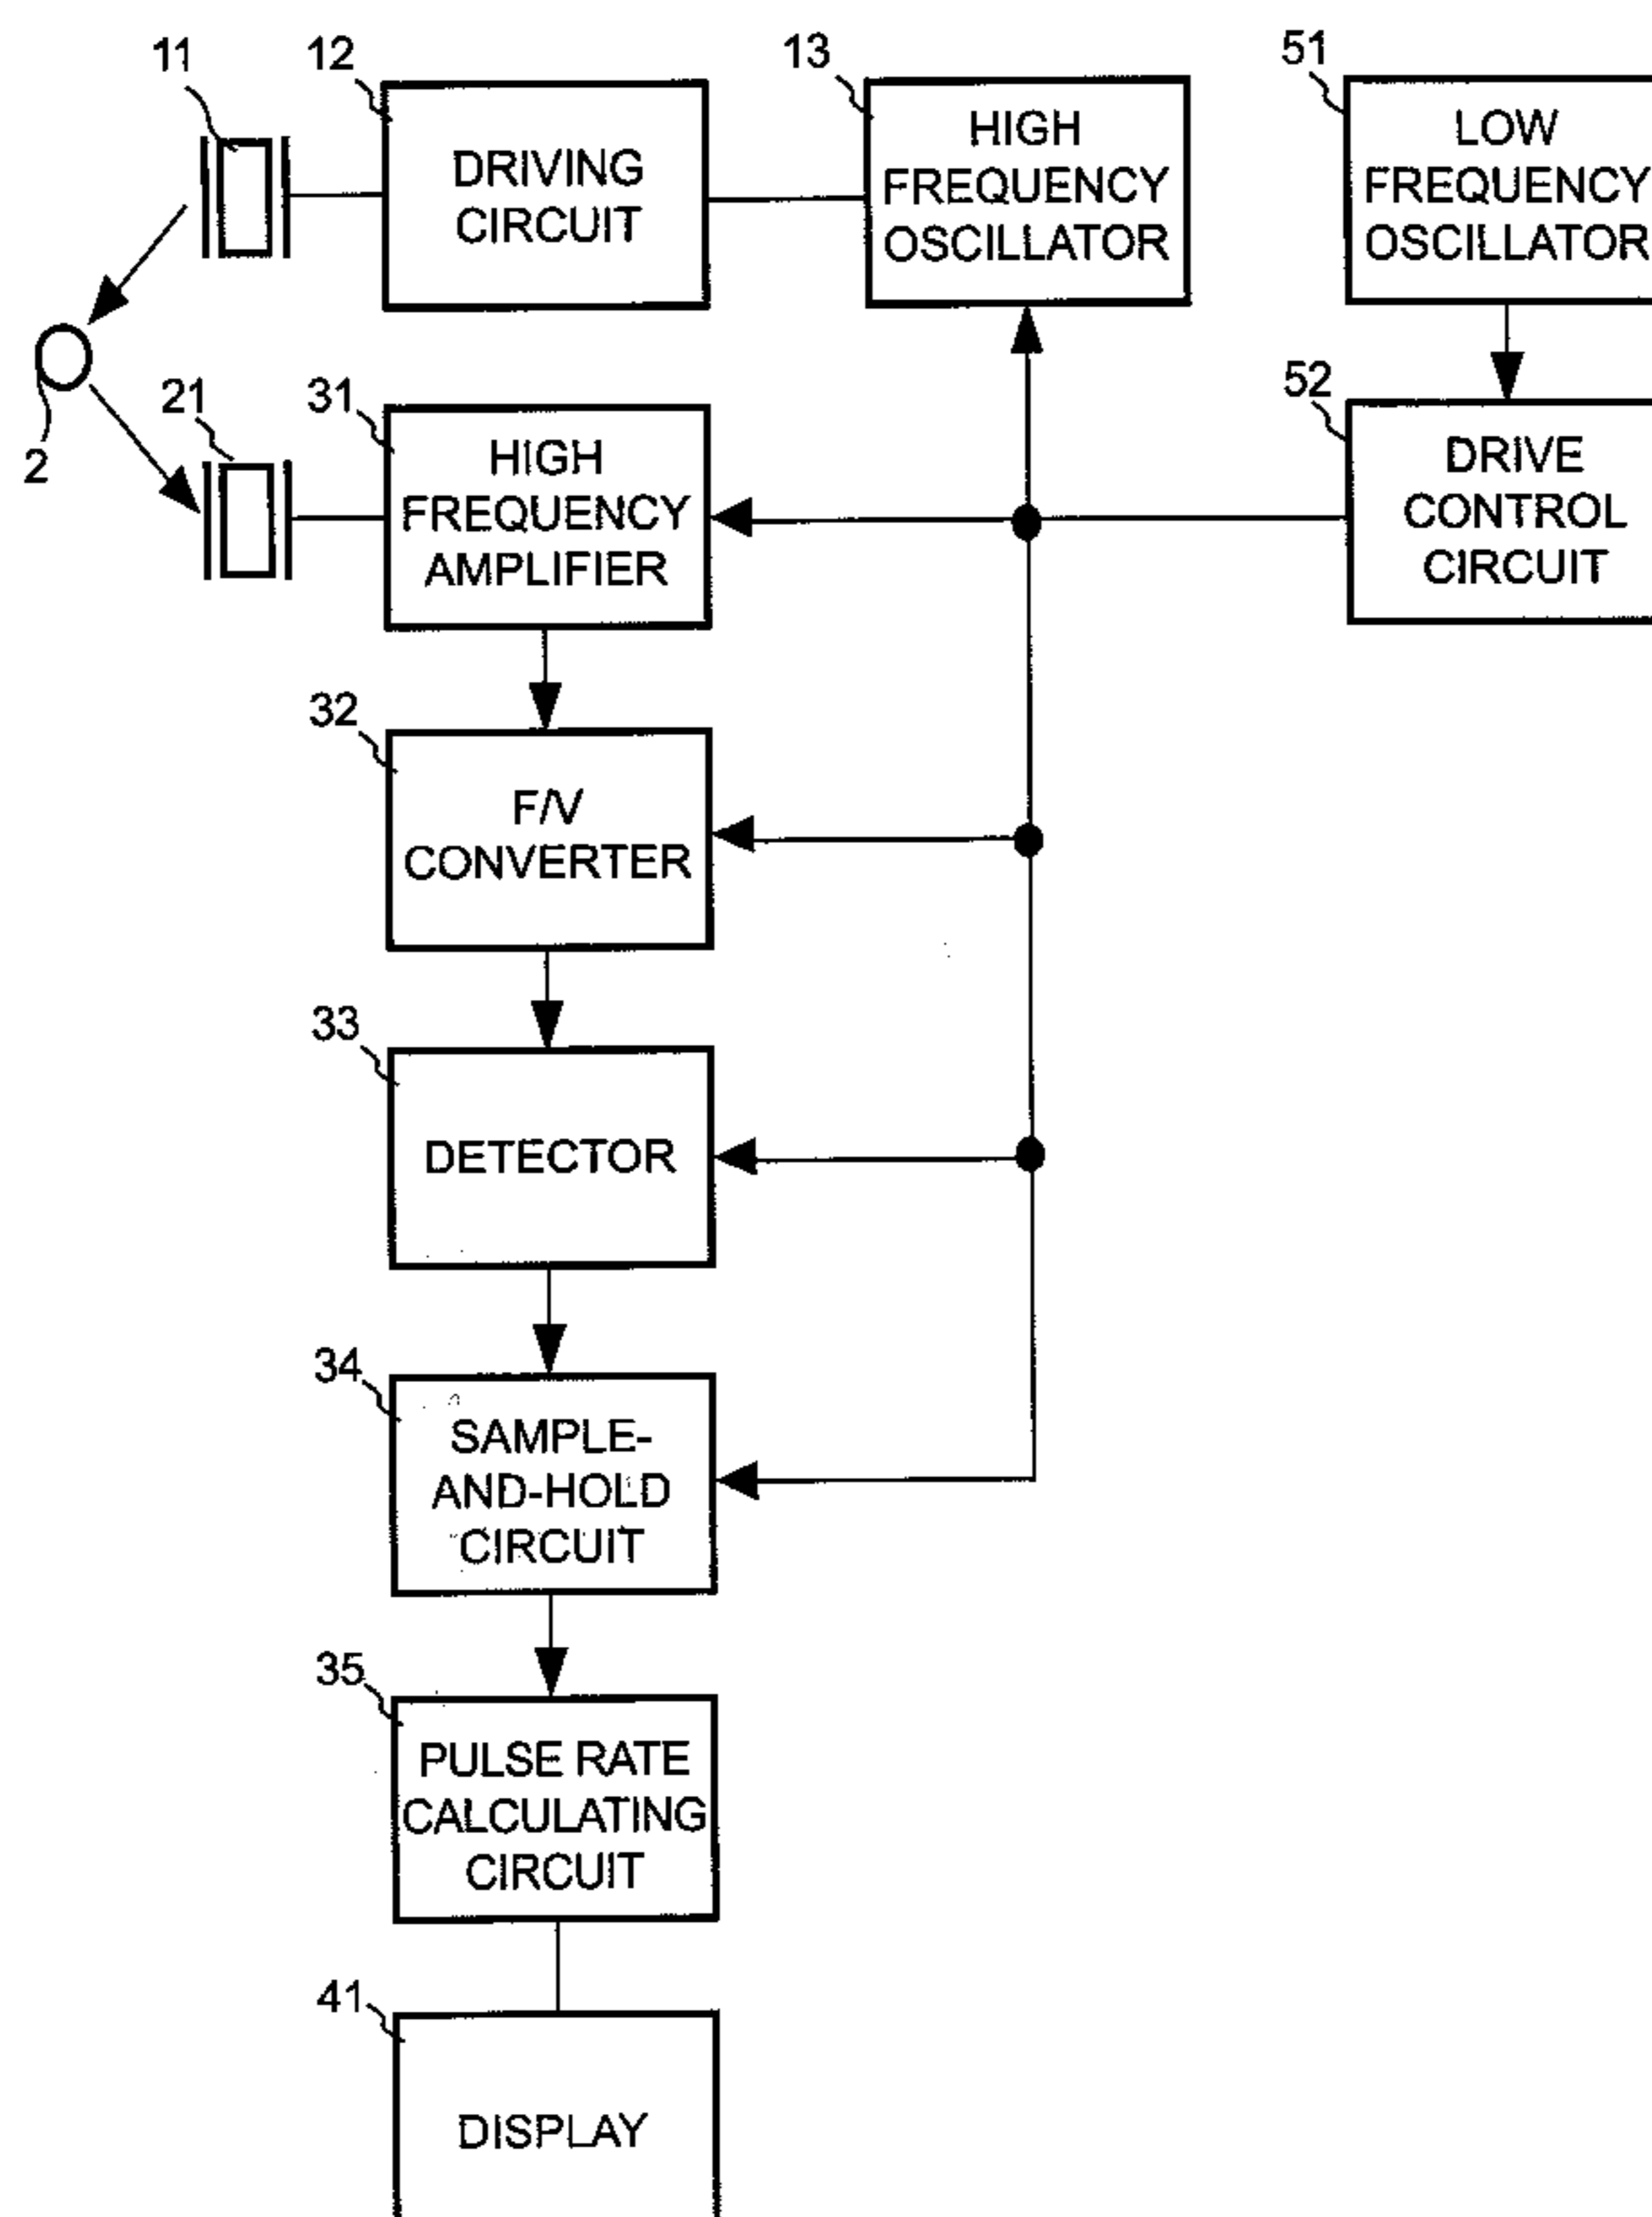 11
12
DRIVING
CIRCUIT
13
HIGH
FREQUENCY
OSCILLATOR
51
LOW
FREQUENCY
OSCILLATOR
2
21
31
HIGH
FREQUENCY
AMPLIFIER
52
DRIVE
CONTROL
CIRCUIT
32
F/V
CONVERTER
33
DETECTOR
34
SAMPLE-
AND-HOLD
CIRCUIT
35
PULSE RATE
CALCULATING
CIRCUIT
41
DISPLAY